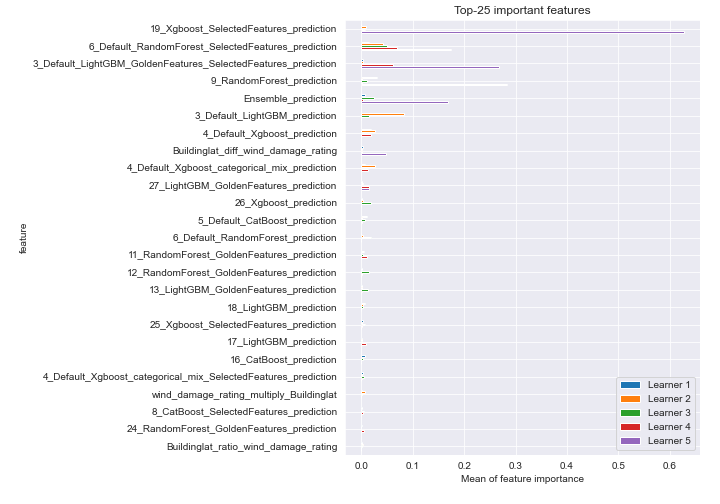 Top-25 important features
19_Xgboost_SelectedFeatures_prediction
6_Default_RandomForest_SelectedFeatures_prediction
3_Default_LightGBM_GoldenFeatures_SelectedFeatures_prediction
9_RandomForest_prediction
Ensemble_prediction
3_Default_LightGBM_prediction
4_Default_Xgboost_prediction
Buildinglat_diff_wind_damage_rating
4_Default_Xgboost_categorical_mix_prediction
27_LightGBM_GoldenFeatures_prediction
26_Xgboost_prediction
5_Default_CatBoost_prediction
feature
6_Default_RandomForest_prediction
11_RandomForest_GoldenFeatures_prediction
12_RandomForest_GoldenFeatures_prediction
13_LightGBM_GoldenFeatures_prediction
18_LightGBM_prediction
25_Xgboost_SelectedFeatures_prediction
17_LightGBM_prediction
16_CatBoost_prediction
4_Default_Xgboost_categorical_mix_SelectedFeatures_prediction
wind_damage_rating_multiply_Buildinglat
8_CatBoost_SelectedFeatures_prediction
24_RandomForest_GoldenFeatures_prediction
Buildinglat_ratio_wind_damage_rating
Learner 1
Learner 2
Learner 3
Learner 4
Learner 5
0.0 0.1 0.2 0.3 0.4 0.5 0.6
Mean of feature importance